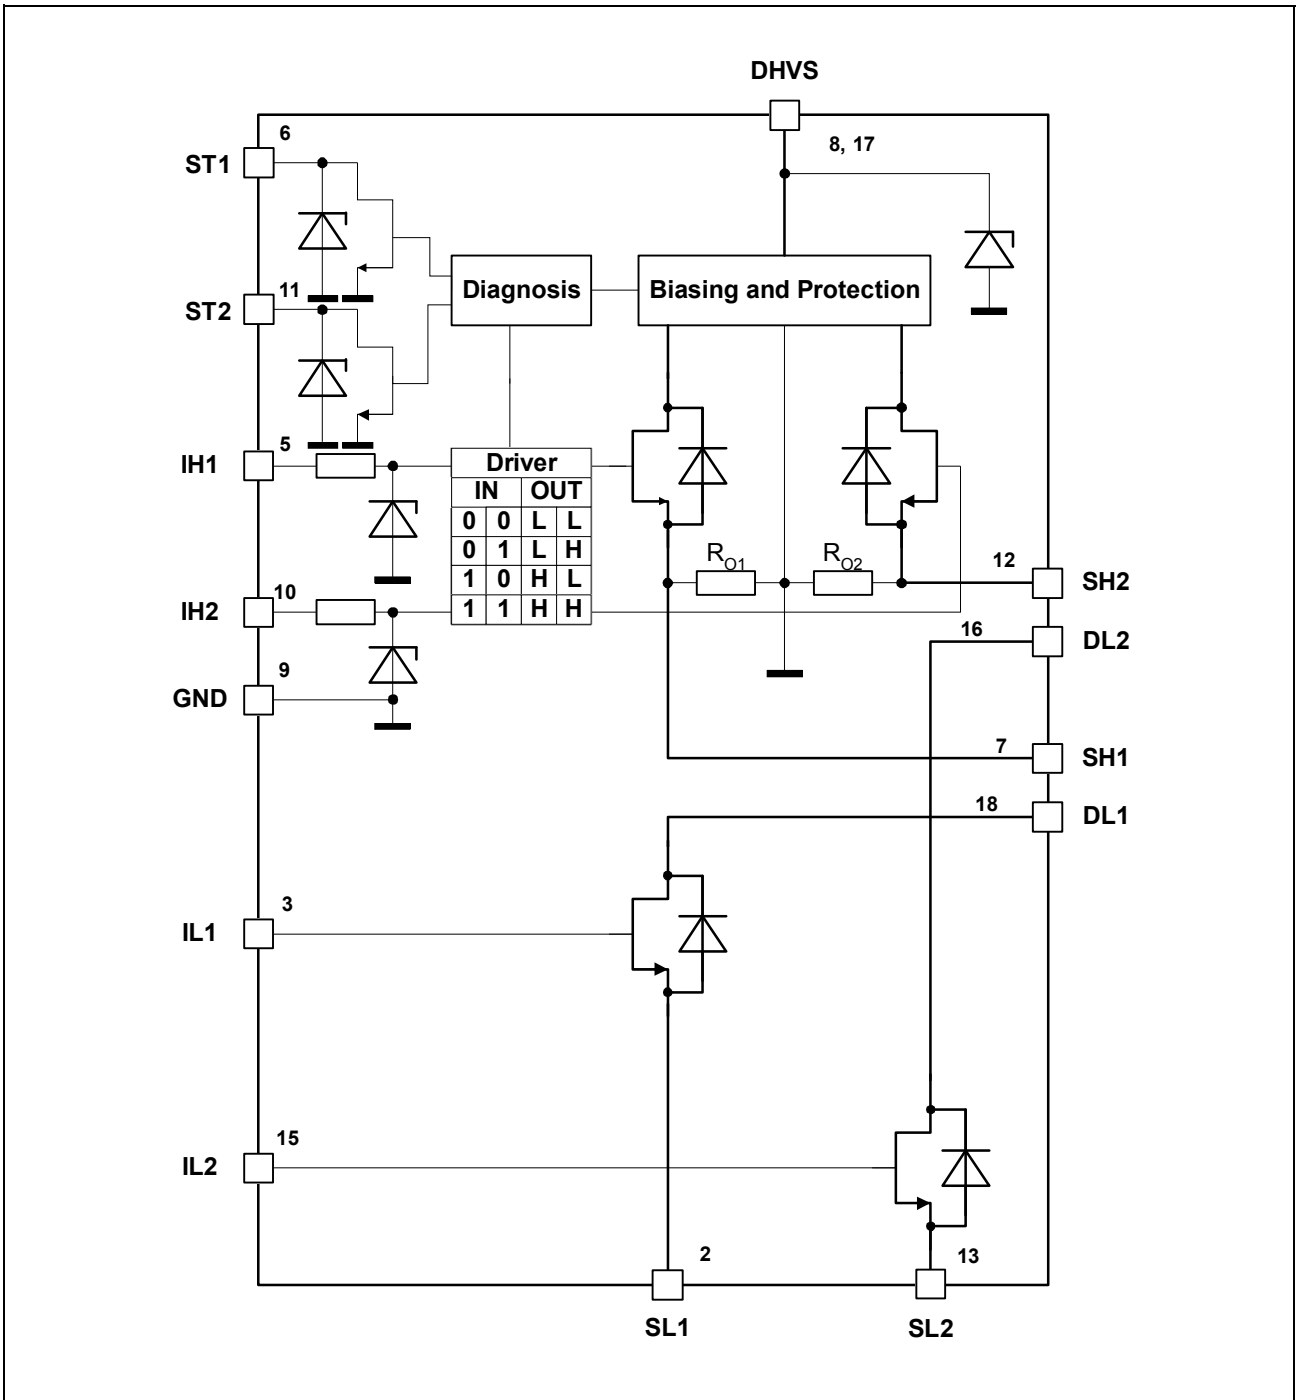 DHVS
8, 17
6
ST1
11
ST2
Diagnosis
Biasing and Protection
5
IH1
Driver
IN OUT
0 0 L L
0 1 L H
1 0 H L
1 1 H H
RO1
RO2
12
SH2
10
IH2
16
DL2
9
GND
7
SH1
18
DL1
3
IL1
15
IL2
2
13
SL1
SL2